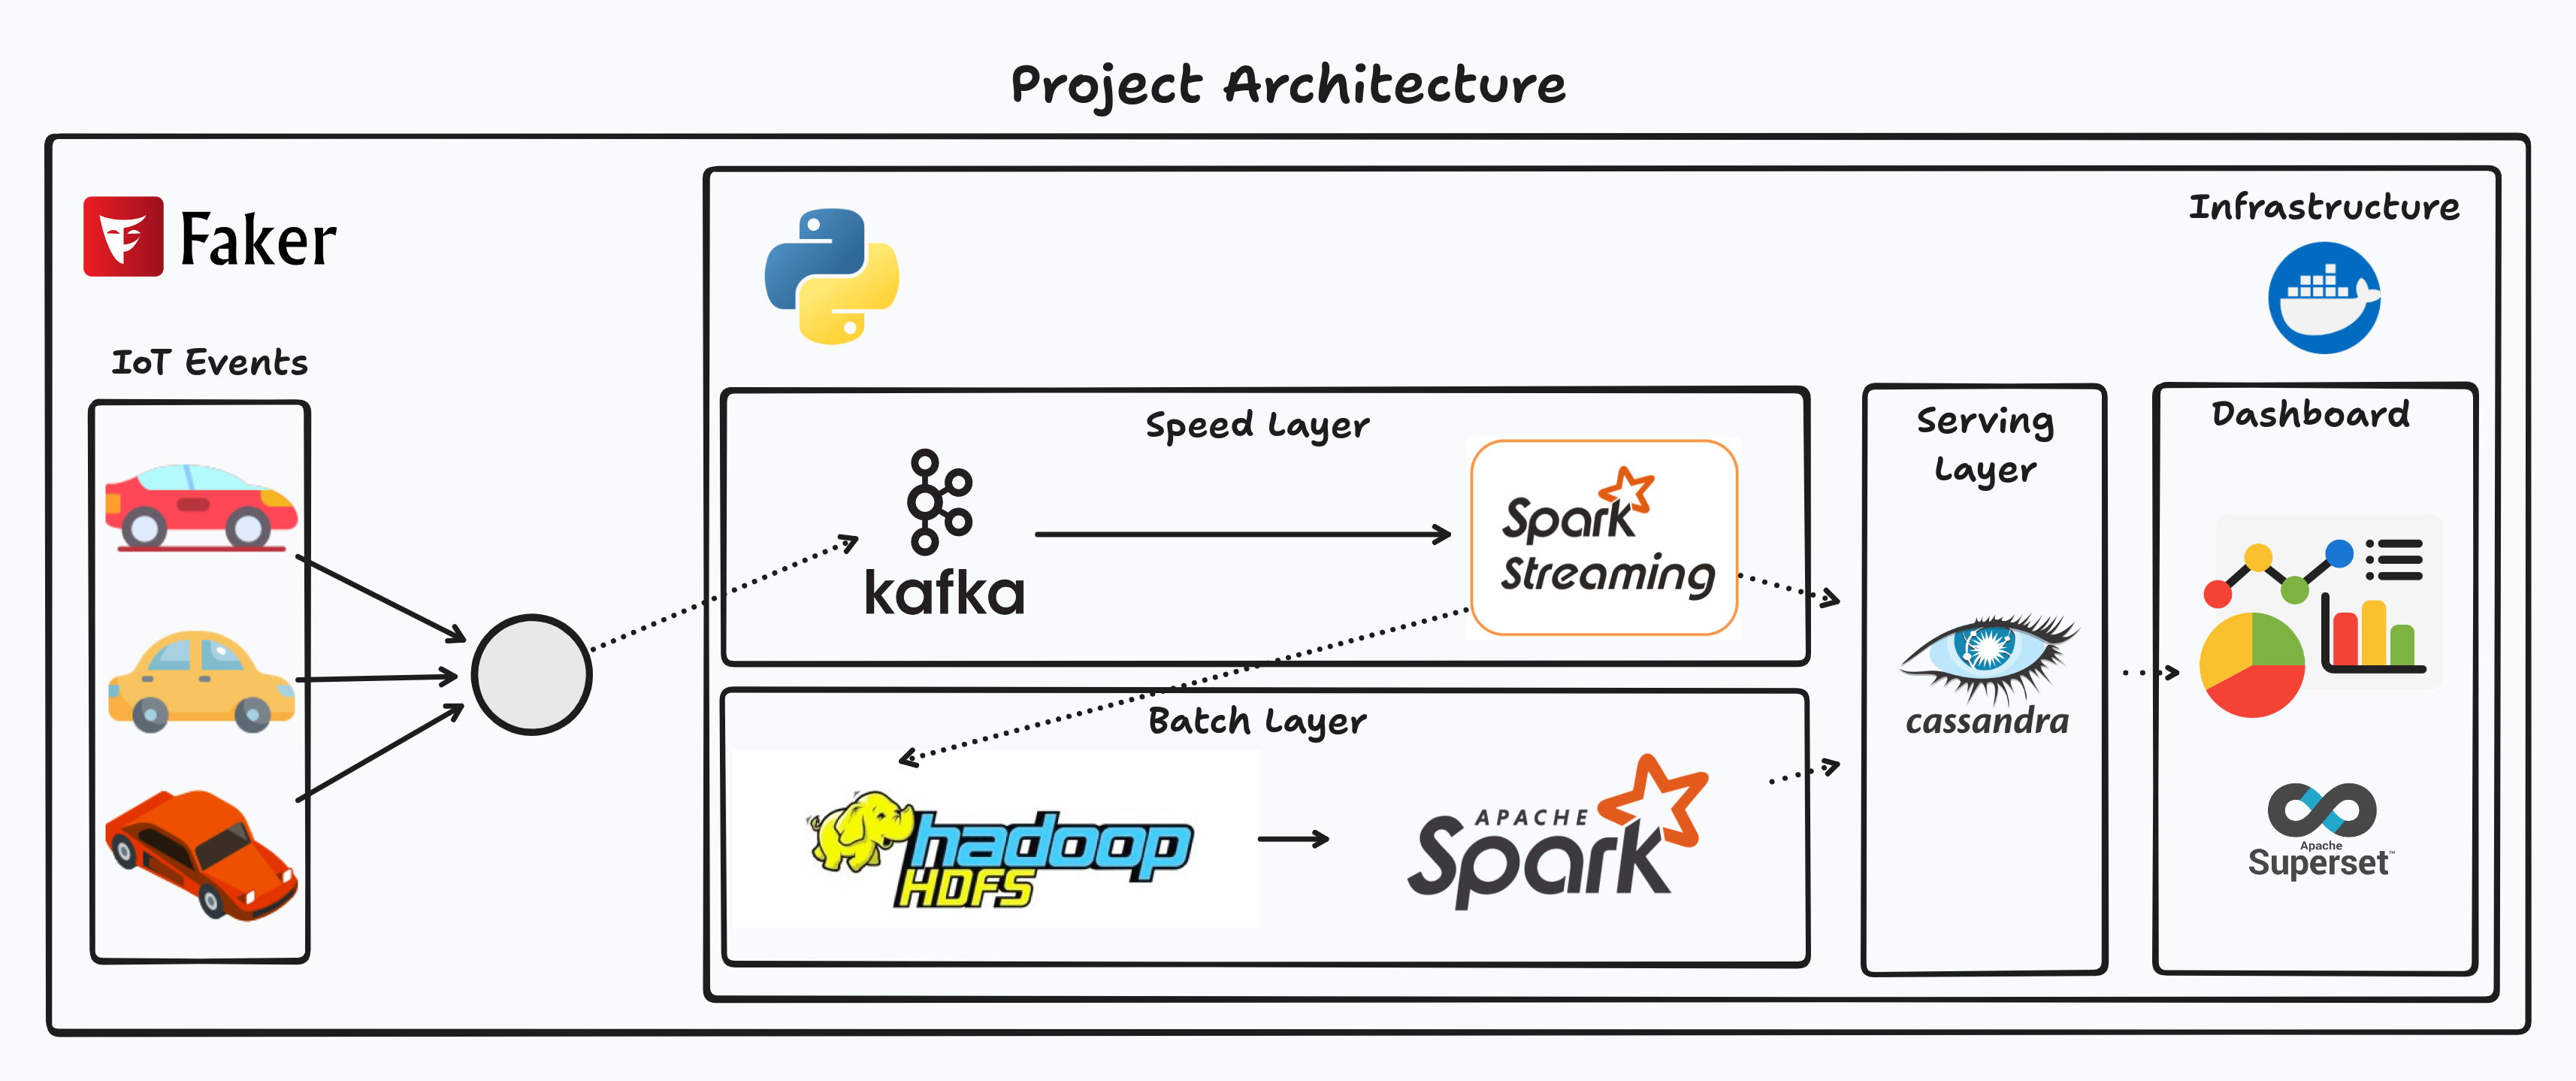 Project Architecture
Faker
Infrastructure
IoT Events
Speed Layer
kafka
Spark
Streaming
Serving
Layer
cassandra
Dashboard
Batch Layer
hadoop
HDFS
APACHE
Spark
Apache
Superset™